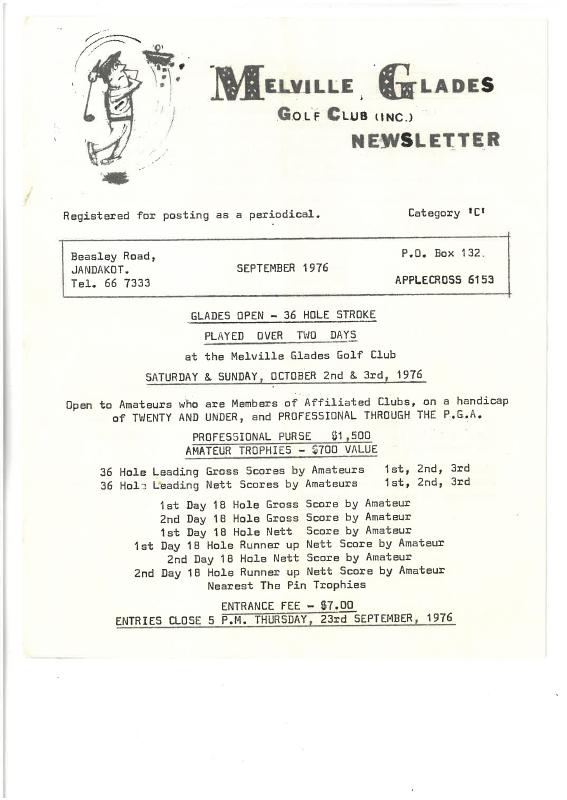 MELVILLE GLADES
GOLF CLUB (INC.)
NEWSLETTER
Registered for posting as a periodical. Category 'C'
Beasley Road,
JANDAKOT.
Tel. 66 7333
SEPTEMBER 1976
P.O. Box 132.
APPLECROSS 6153
GLADES OPEN - 36 HOLE STROKE
PLAYED OVER TWO DAYS
at the Melville Glades Golf Club
SATURDAY & SUNDAY, OCTOBER 2nd & 3rd, 1976
Open to Amateurs who are Members of Affiliated Clubs, on a handicap
of TWENTY AND UNDER, and PROFESSIONAL THROUGH THE P.G.A.
PROFESSIONAL PURSE $1,500
AMATEUR TROPHIES - $700 VALUE
36 Hole Leading Gross Scores by Amateurs 1st, 2nd, 3rd
36 Hole Leading Nett Scores by Amateurs 1st, 2nd, 3rd
1st Day 18 Hole Gross Score by Amateur
2nd Day 18 Hole Gross Score by Amateur
1st Day 18 Hole Nett Score by Amateur
1st Day 18 Hole Runner up Nett Score by Amateur
2nd Day 18 Hole Nett Score by Amateur
2nd Day 18 Hole Runner up Nett Score by Amateur
Nearest The Pin Trophies
ENTRANCE FEE - $7.00
ENTRIES CLOSE 5 P.M. THURSDAY, 23rd SEPTEMBER, 1976